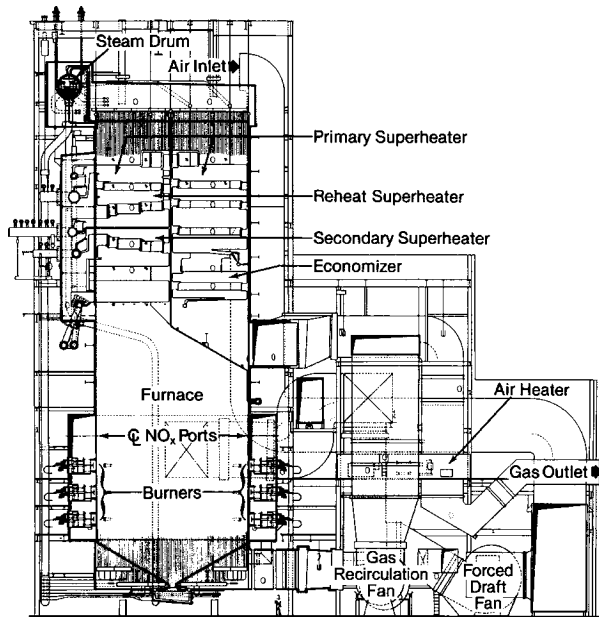 Steam Drum
Air Inlet
Primary Superheater
Reheat Superheater
Secondary Superheater
Economizer
Furnace
Air Heater
℄ NOx Ports
Gas Outlet
Burners
Gas
Recirculation
Fan
Forced
Draft
Fan